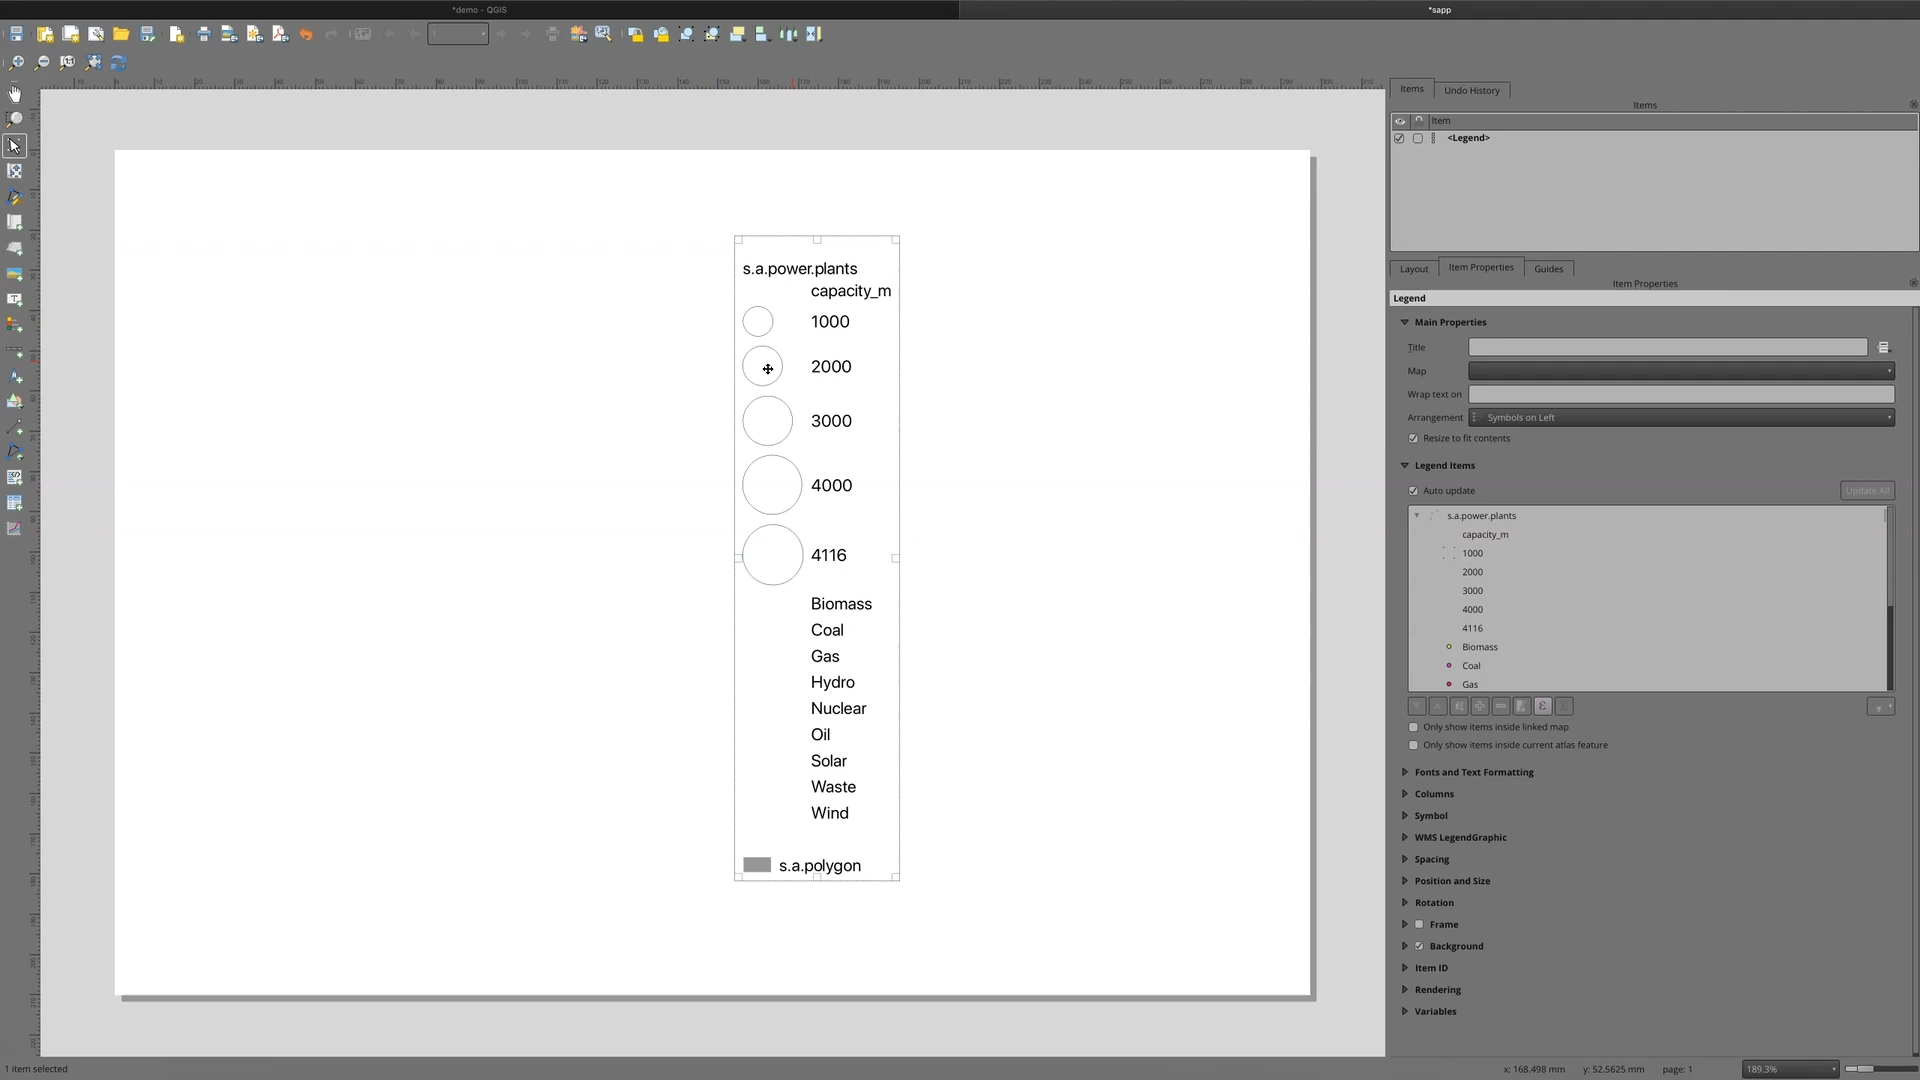 *demo - QGIS
*sapp
1
Items
Undo History
Items
Item
<Legend>
Layout
Item Properties
Guides
Item Properties
Legend
Main Properties
Title
Map
Wrap text on
Arrangement
Symbols on Left
Resize to fit contents
Legend Items
Auto update
Update All
s.a.power.plants
capacity_m
1000
2000
3000
4000
4116
Biomass
Coal
Gas
Only show items inside linked map
Only show items inside current atlas feature
Fonts and Text Formatting
Columns
Symbol
WMS LegendGraphic
Spacing
Position and Size
Rotation
Frame
Background
Item ID
Rendering
Variables
s.a.power.plants
capacity_m
1000
2000
3000
4000
4116
Biomass
Coal
Gas
Hydro
Nuclear
Oil
Solar
Waste
Wind
s.a.polygon
1 item selected
x: 168.498 mm
y: 52.5625 mm
page: 1
189.3%